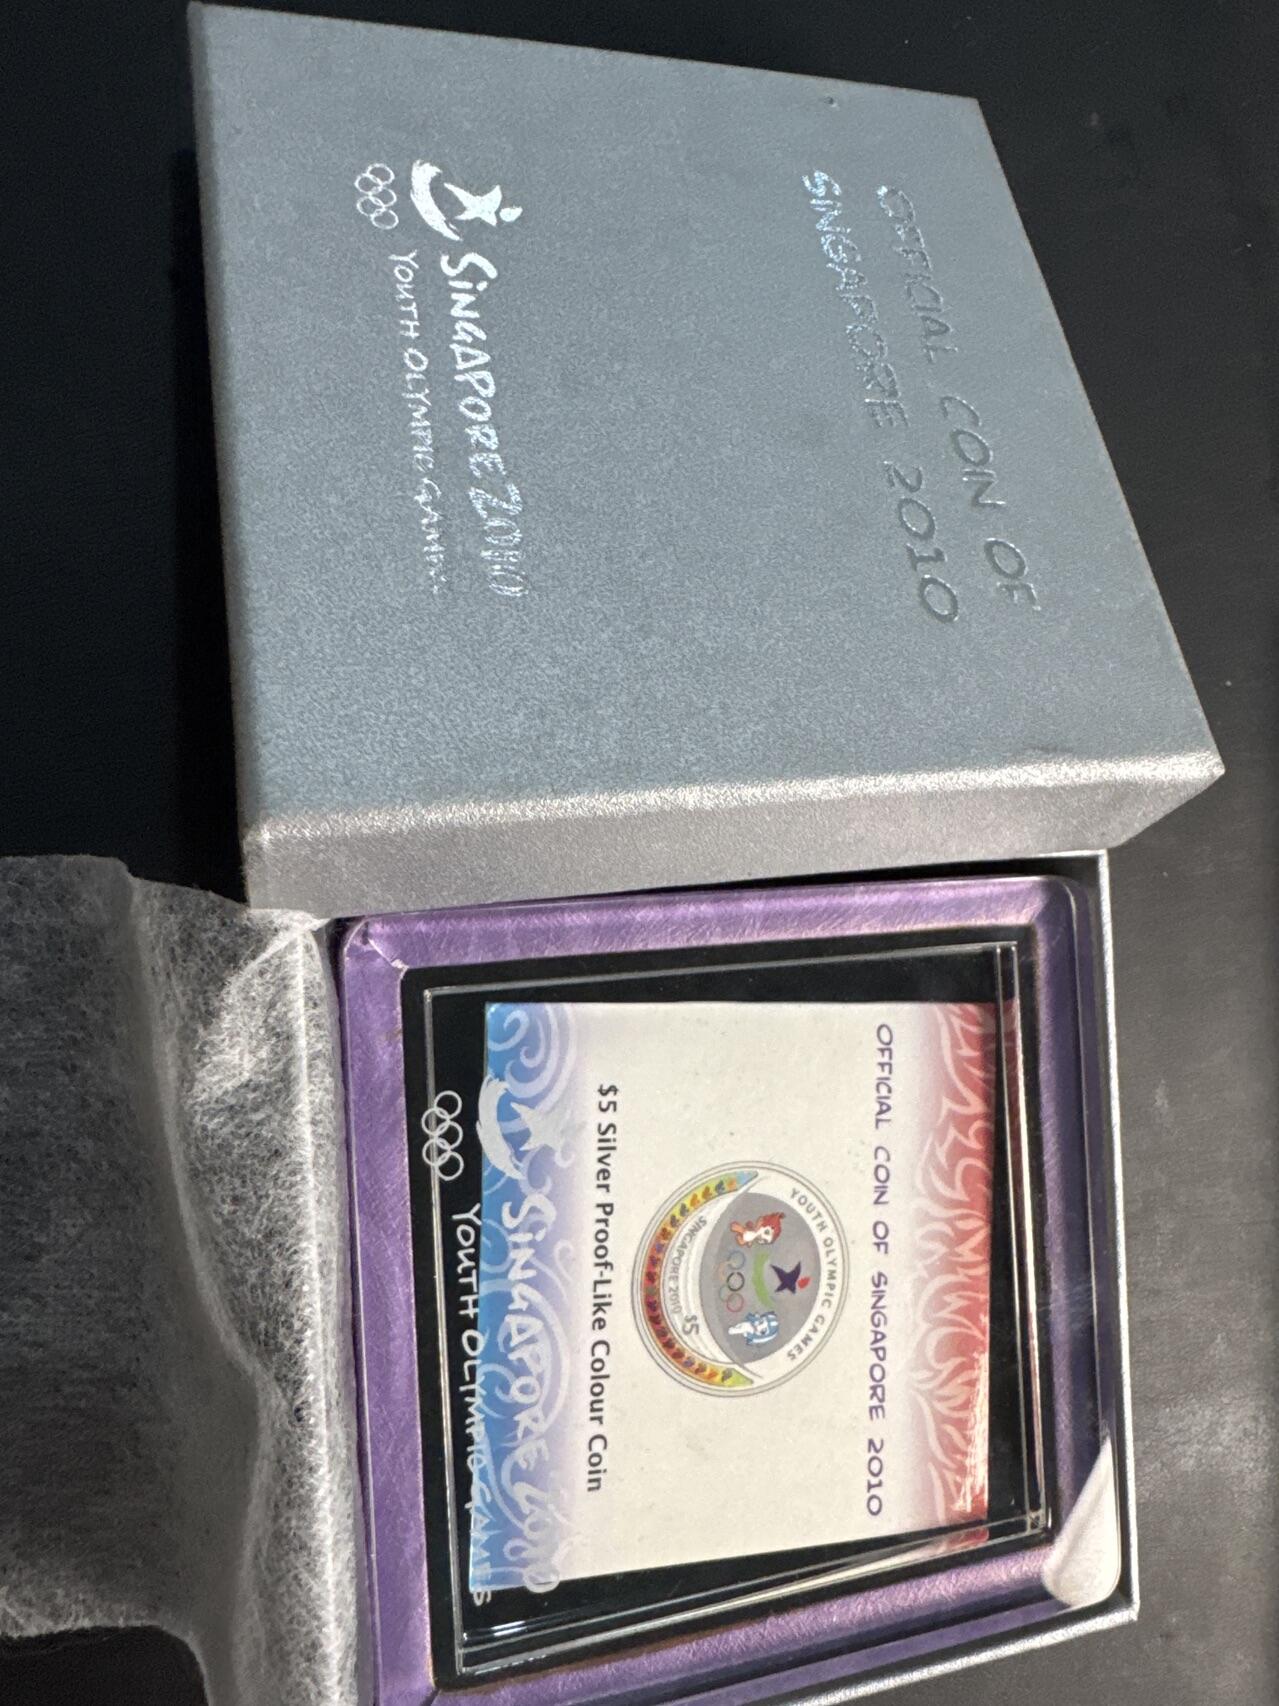 OFFICIAL COIN OF
SINGAPORE 2010
SINGAPORE 2010
YOUTH OLYMPIC GAMES
OFFICIAL COIN OF SINGAPORE 2010
YOUTH OLYMPIC GAMES
SINGAPORE 2010
$5
$5 Silver Proof-Like Colour Coin
SINGAPORE 2010
YOUTH OLYMPIC GAMES